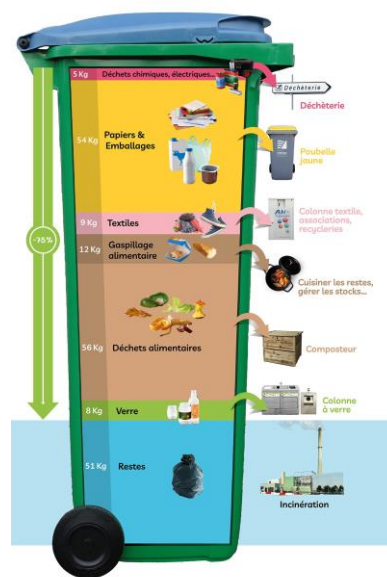 5 Kg
Déchets chimiques, électriques...
Déchèterie
Déchèterie
54 Kg
Papiers &
Emballages
Poubelle
jaune
9 Kg
Textiles
Colonne textile,
associations,
recycleries
12 Kg
Gaspillage
alimentaire
Cuisiner les restes,
gérer les stocks...
-75%
56 Kg
Déchets alimentaires
Composteur
8 Kg
Verre
Colonne
à verre
51 Kg
Restes
Incinération